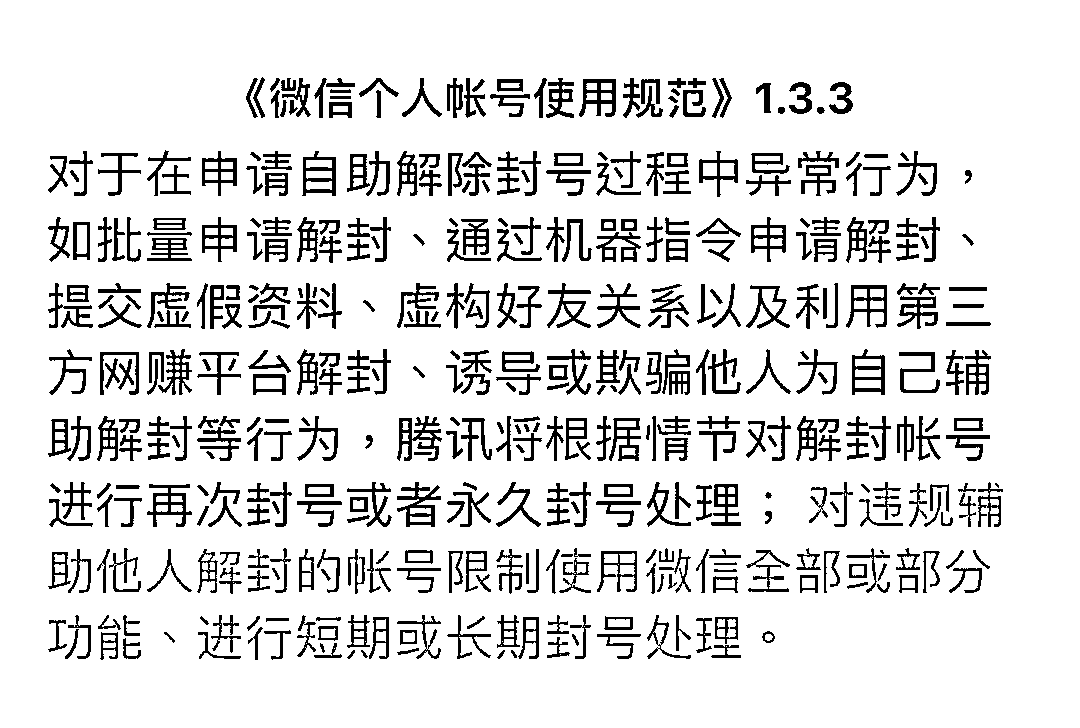 《微信个人帐号使用规范》1.3.3
对于在申请自助解除封号过程中异常行为，
如批量申请解封、通过机器指令申请解封、
提交虚假资料、虚构好友关系以及利用第三
方网赚平台解封、诱导或欺骗他人为自己辅
助解封等行为，腾讯将根据情节对解封帐号
进行再次封号或者永久封号处理； 对违规辅
助他人解封的帐号限制使用微信全部或部分
功能、进行短期或长期封号处理。